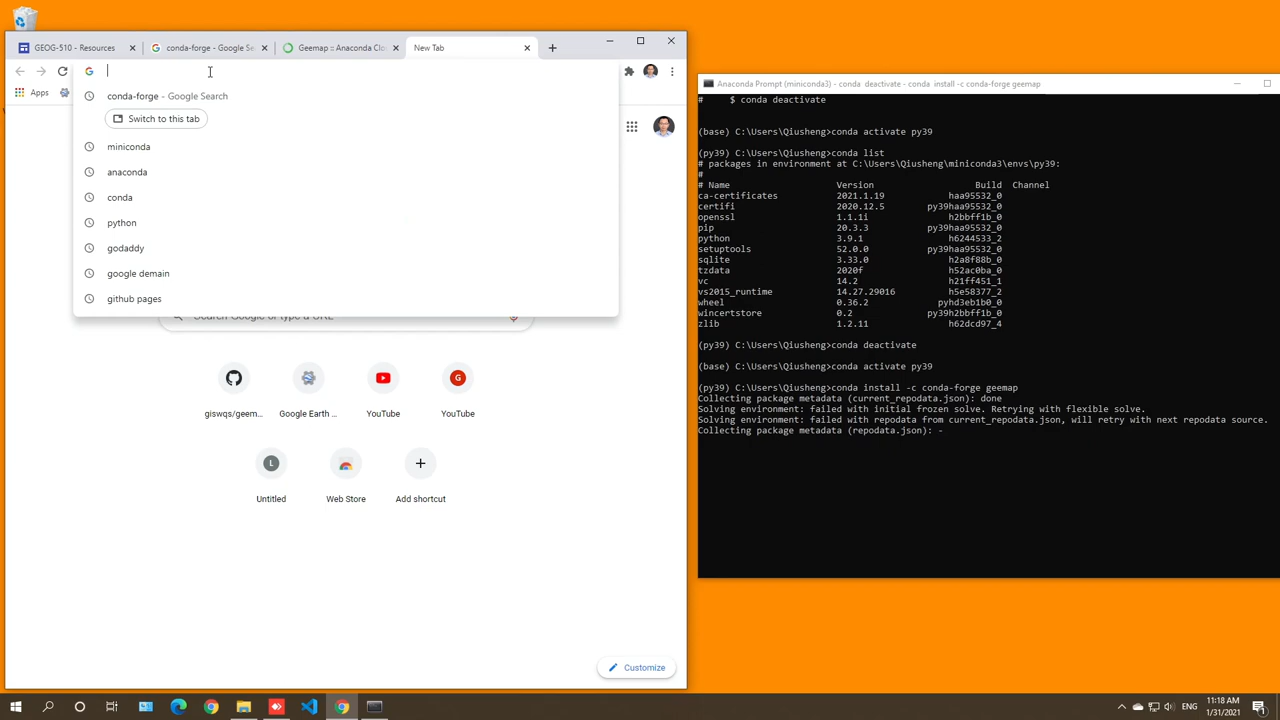 GEOG-510 - Resources
conda-forge - Google Se
Geemap :: Anaconda Clo
New Tab
conda-forge - Google Search
Switch to this tab
Apps
miniconda
anaconda
conda
python
godaddy
google demain
github pages
Search Google or type a URL
giswqs/geem...
Google Earth ...
YouTube
YouTube
G
G
L
Untitled
Web Store
Add shortcut
Customize
Anaconda Prompt (miniconda3) - conda deactivate - conda install -c conda-forge geemap
#     $ conda deactivate
(base) C:\Users\Qiusheng>conda activate py39
(py39) C:\Users\Qiusheng>conda list
# packages in environment at C:\Users\Qiusheng\miniconda3\envs\py39:
#
# Name                    Version                   Build  Channel
ca-certificates           2021.1.19            haa95532_0
certifi                   2020.12.5        py39haa95532_0
openssl                   1.1.1i               h2bbff1b_0
pip                       20.3.3           py39haa95532_0
python                    3.9.1                h6244533_2
setuptools                52.0.0           py39haa95532_0
sqlite                    3.33.0               h2a8f88b_0
tzdata                    2020f                h52ac0ba_0
vc                        14.2                 h21ff451_1
vs2015_runtime            14.27.29016          h5e58377_2
wheel                     0.36.2             pyhd3eb1b0_0
wincertstore              0.2              py39h2bbff1b_0
zlib                      1.2.11               h62dcd97_4
(py39) C:\Users\Qiusheng>conda deactivate
(base) C:\Users\Qiusheng>conda activate py39
(py39) C:\Users\Qiusheng>conda install -c conda-forge geemap
Collecting package metadata (current_repodata.json): done
Solving environment: failed with initial frozen solve. Retrying with flexible solve.
Solving environment: failed with repodata from current_repodata.json, will retry with next repodata source.
Collecting package metadata (repodata.json): -
ENG
11:18 AM
1/31/2021